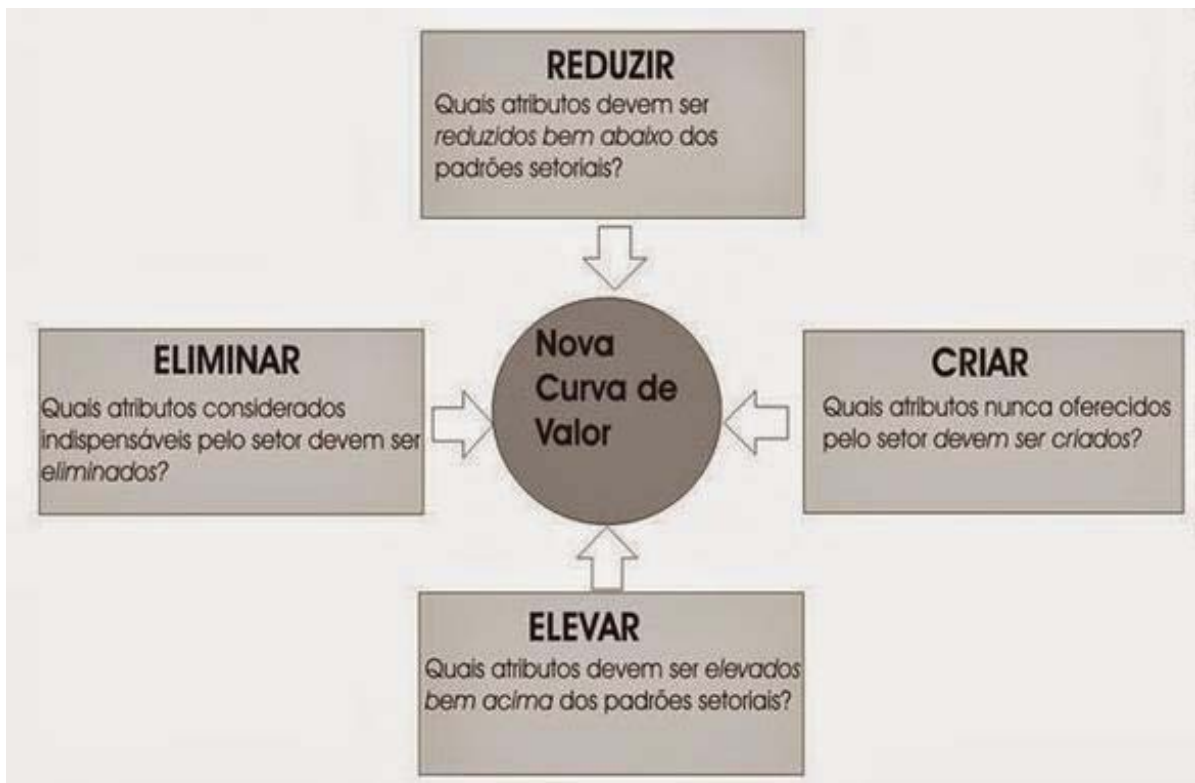 REDUZIR
Quais atributos devem ser
reduzidos bem abaixo dos
padrões setoriais?
ELIMINAR
Quais atributos considerados
indispensáveis pelo setor devem ser
eliminados?
Nova
Curva de
Valor
CRIAR
Quais atributos nunca oferecidos
pelo setor devem ser criados?
ELEVAR
Quais atributos devem ser elevados
bem acima dos padrões setoriais?